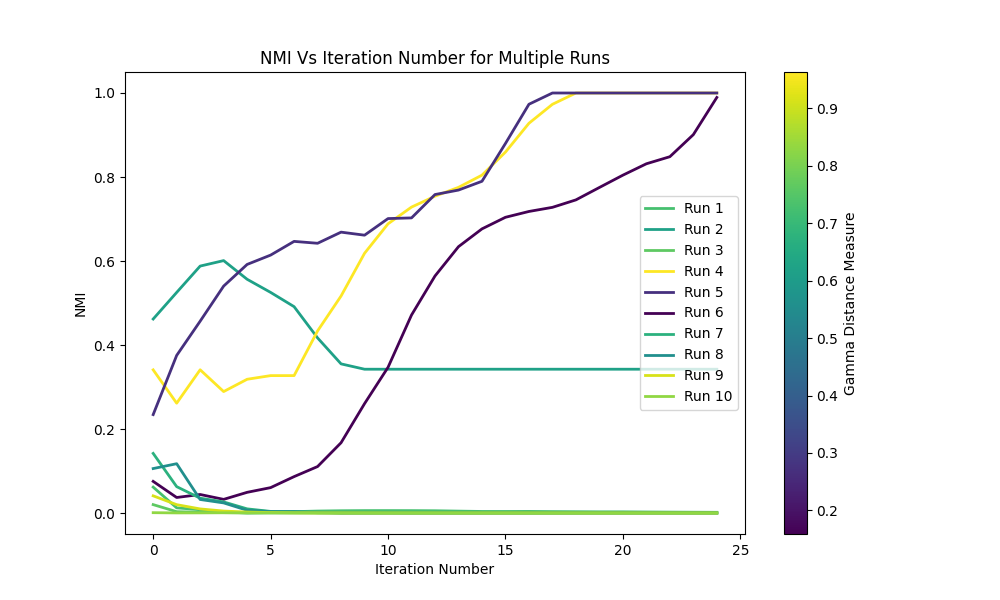 NMI Vs Iteration Number for Multiple Runs
NMI
1.0
0.8
0.6
0.4
0.2
0.0
0
5
10
15
20
25
Iteration Number
Run 1
Run 2
Run 3
Run 4
Run 5
Run 6
Run 7
Run 8
Run 9
Run 10
0.9
0.8
0.7
0.6
0.5
0.4
0.3
0.2
Gamma Distance Measure